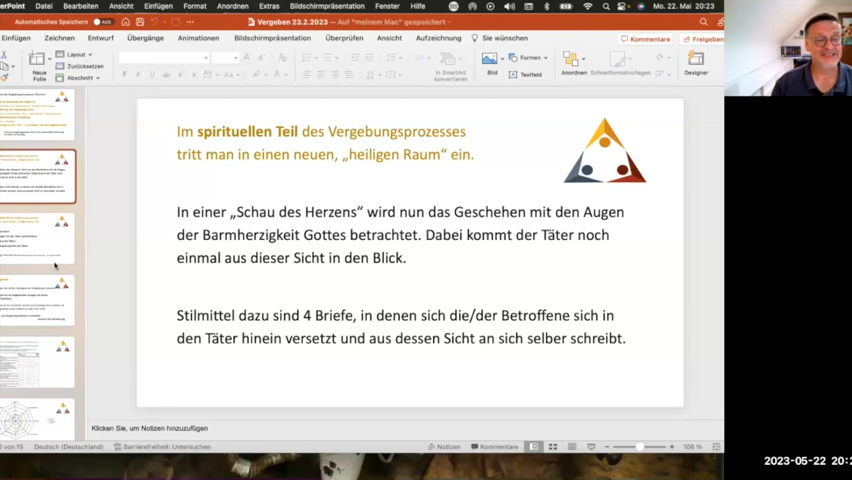 erPoint Datei Bearbeiten Ansicht Einfügen Format Anordnen Extras Bildschirmpräsentation Fenster Hilfe Mo. 22. Mai 20:23
Automatisches Speichern AUS Vergeben 23.2.2023 — Auf "meinem Mac" gespeichert
Einfügen Zeichnen Entwurf Übergänge Animationen Bildschirmpräsentation Überprüfen Ansicht Aufzeichnung Sie wünschen Kommentare Freigeben
Neue Folie Layout Zurücksetzen Abschnitt In SmartArt konvertieren Bild Formen Textfeld Anordnen Schnellformatvorlagen Designer
Im spirituellen Teil des Vergebungsprozesses
tritt man in einen neuen, „heiligen Raum“ ein.
In einer „Schau des Herzens“ wird nun das Geschehen mit den Augen
der Barmherzigkeit Gottes betrachtet. Dabei kommt der Täter noch
einmal aus dieser Sicht in den Blick.
Stilmittel dazu sind 4 Briefe, in denen sich die/der Betroffene sich in
den Täter hinein versetzt und aus dessen Sicht an sich selber schreibt.
Klicken Sie, um Notizen hinzuzufügen
von 15 Deutsch (Deutschland) Barrierefreiheit: Untersuchen Notizen Kommentare 108 %
2023-05-22 20:2